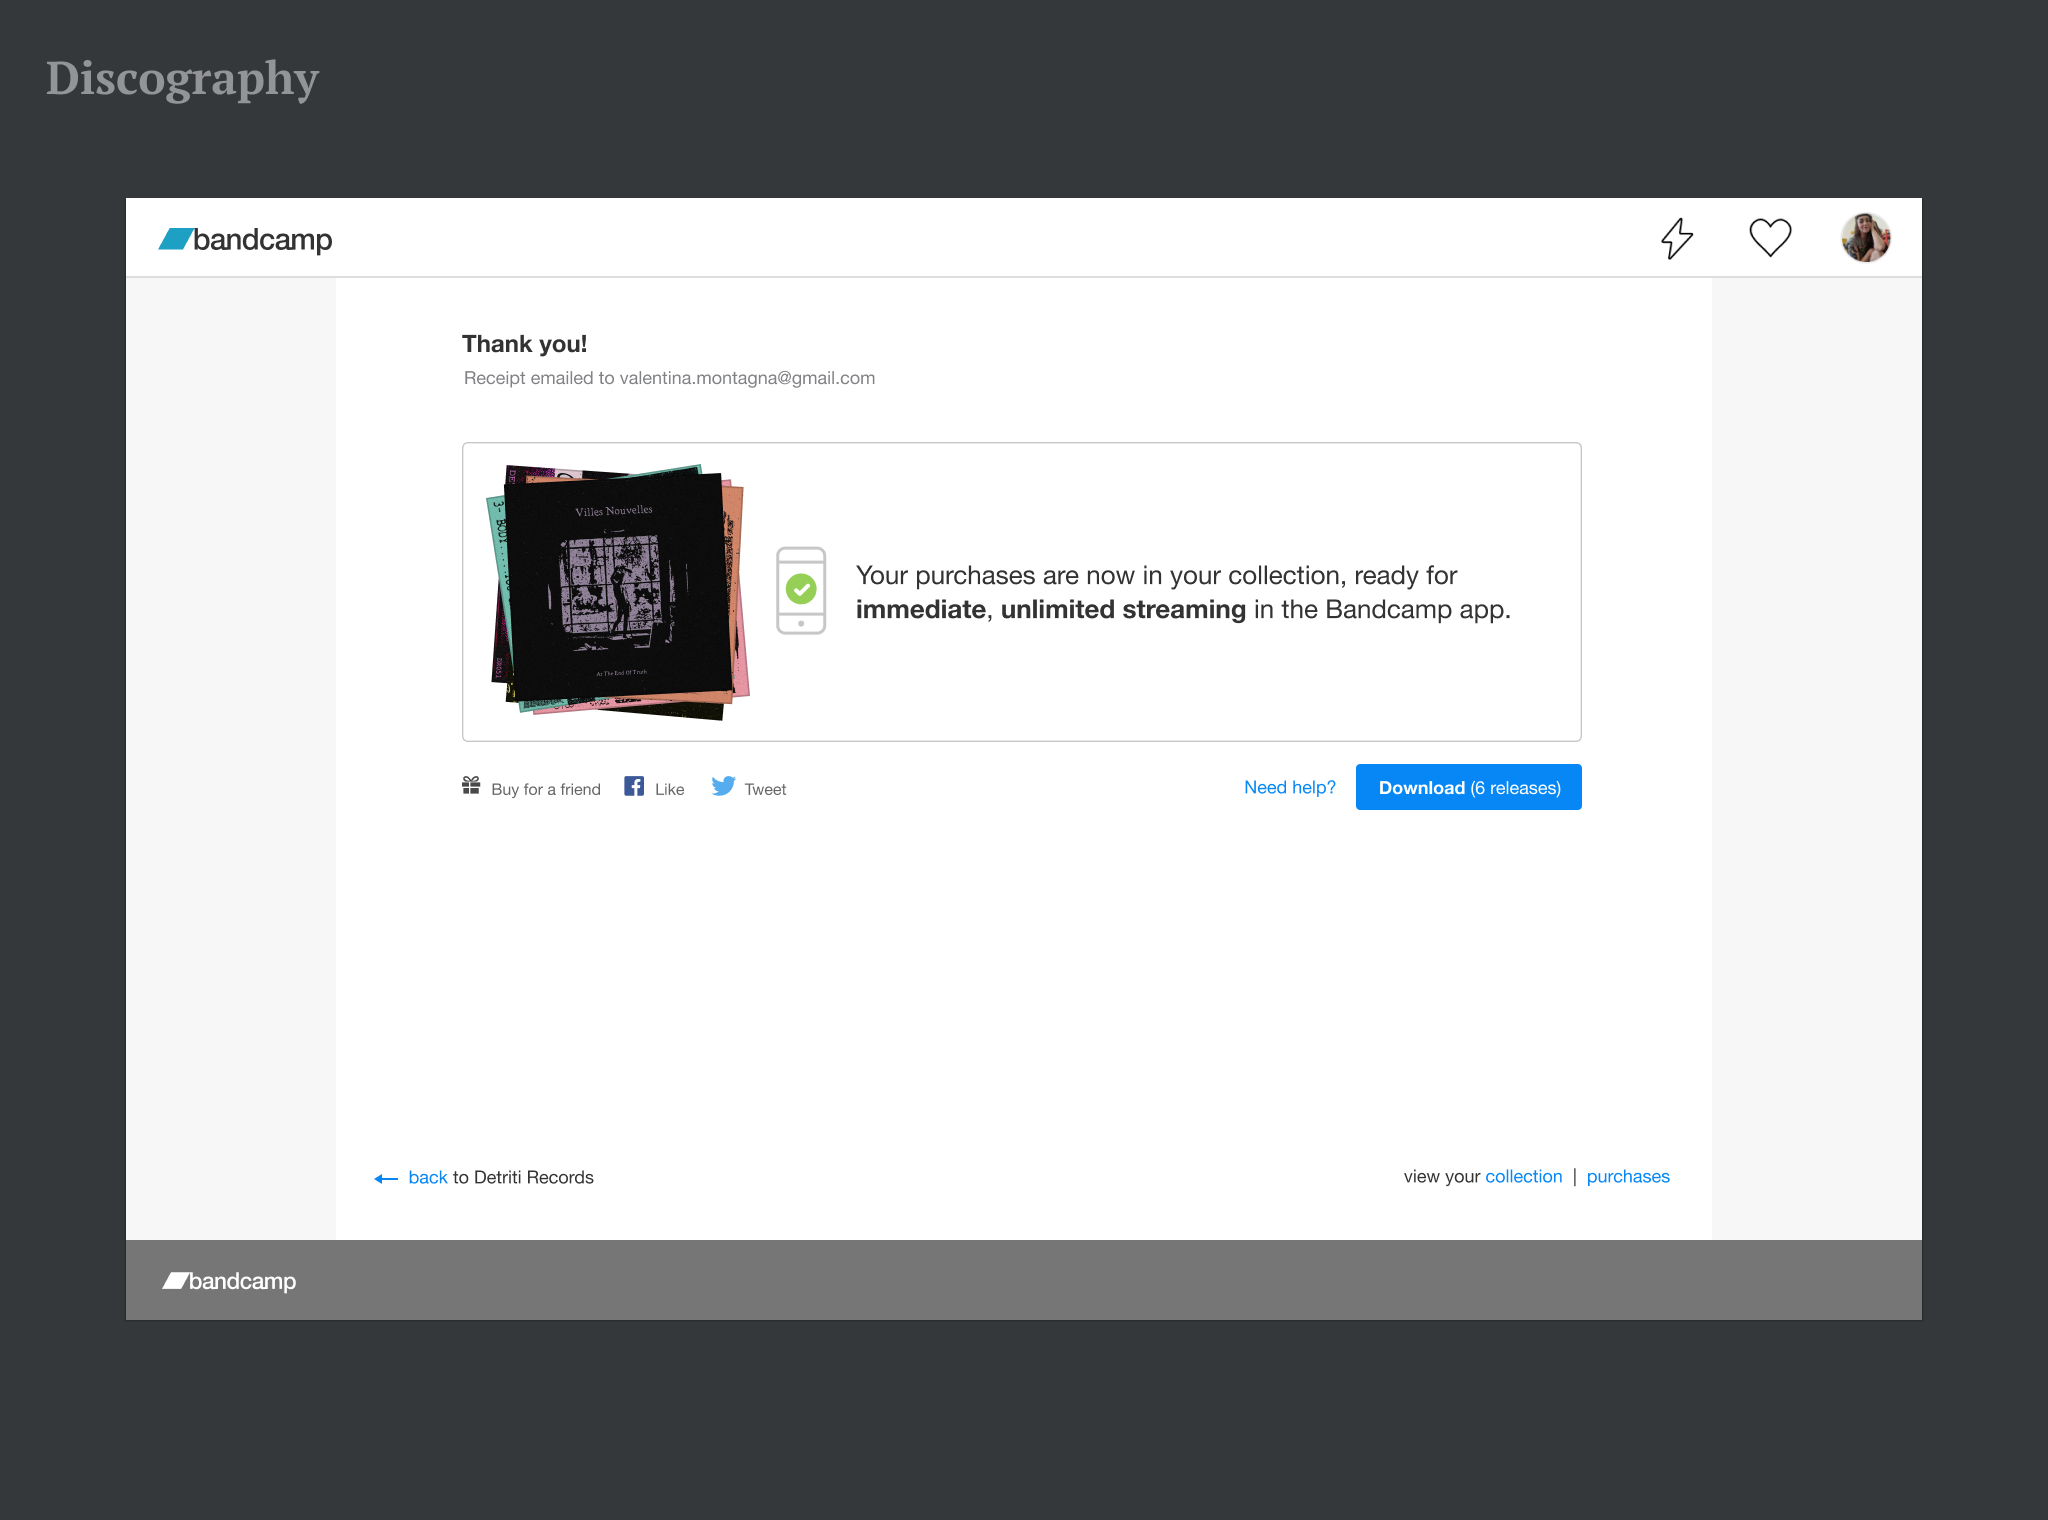 Discography
bandcamp
Thank you!
Receipt emailed to valentina.montagna@gmail.com
Villes Nouvelles
3- BODY
At The End Of Truth
Your purchases are now in your collection, ready for
immediate, unlimited streaming in the Bandcamp app.
Buy for a friend
Like
Tweet
Need help?
Download (6 releases)
back to Detriti Records
view your collection | purchases
bandcamp